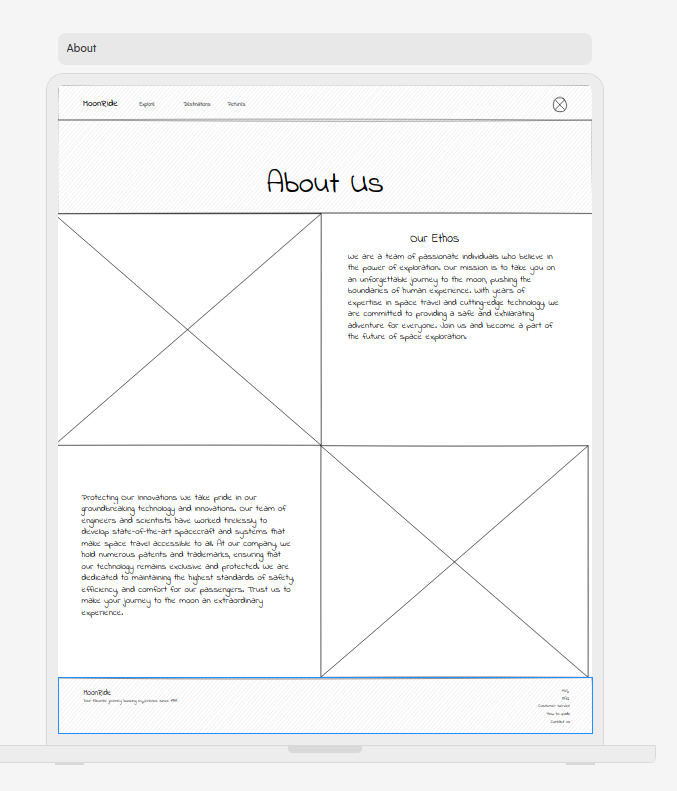 About
MoonRide Explore Destinations Pictures
About Us
Our Ethos
We are a team of passionate individuals who believe in
the power of exploration. Our mission is to take you on
an unforgettable journey to the moon, pushing the
boundaries of human experience. With years of
expertise in space travel and cutting-edge technology, we
are committed to providing a safe and exhilarating
adventure for everyone. Join us and become a part of
the future of space exploration.
Protecting Our Innovations We take pride in our
groundbreaking technology and innovations. Our team of
engineers and scientists have worked tirelessly to
develop state-of-the-art spacecraft and systems that
make space travel accessible to all. At our company, we
hold numerous patents and trademarks, ensuring that
our technology remains exclusive and protected. We are
dedicated to maintaining the highest standards of safety,
efficiency, and comfort for our passengers. Trust us to
make your journey to the moon an extraordinary
experience.
MoonRide
Your favorite journey booking experience since
Customer service
How to guide
Contact us